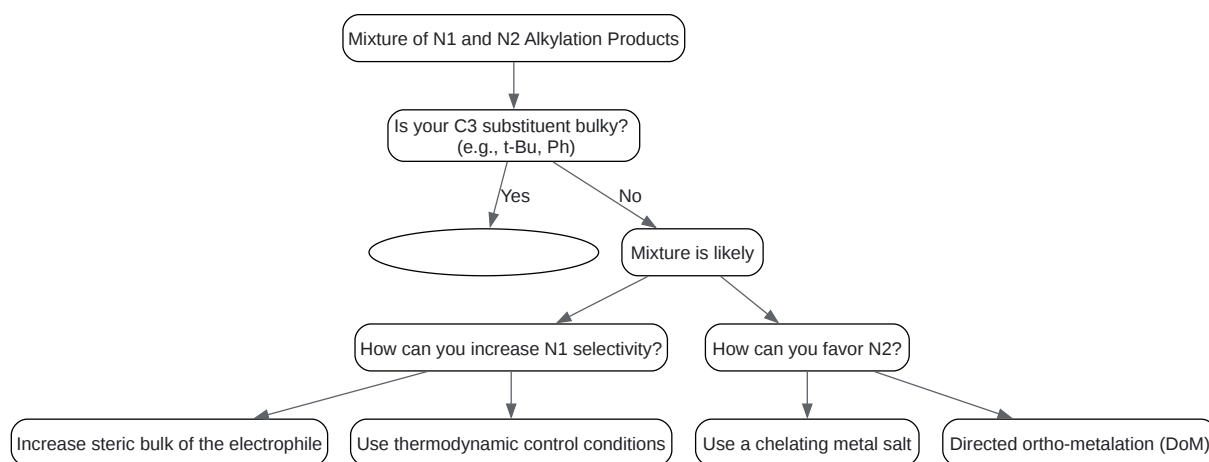 Mixture of N1 and N2 Alkylation Products
Is your C3 substituent bulky?
(e.g., t-Bu, Ph)
Yes
No
Mixture is likely
How can you increase N1 selectivity?
How can you favor N2?
Increase steric bulk of the electrophile
Use thermodynamic control conditions
Use a chelating metal salt
Directed ortho-metalation (DoM)